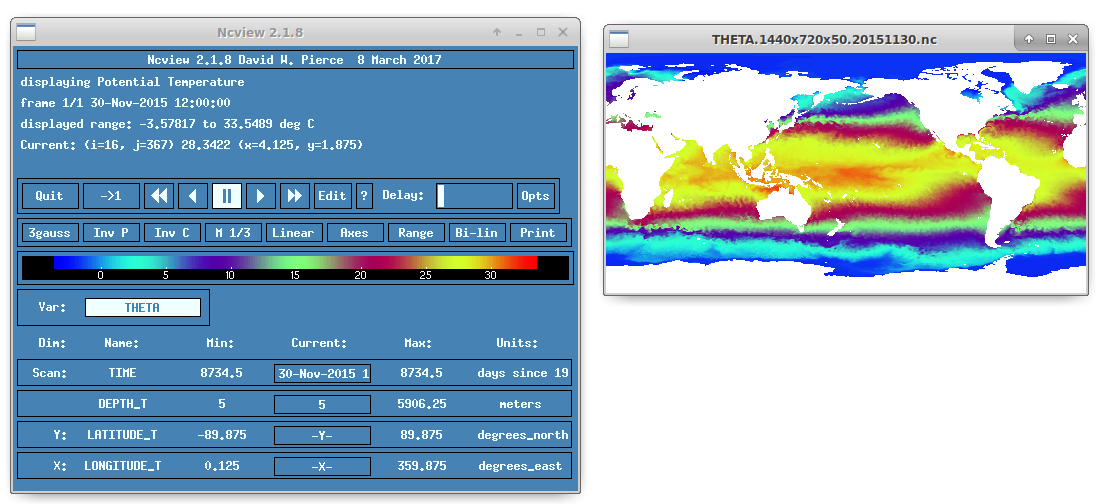 Ncview 2.1.8
Ncview 2.1.8 David W. Pierce  8 March 2017
displaying Potential Temperature
frame 1/1 30-Nov-2015 12:00:00
displayed range: -3.57817 to 33.5489 deg C
Current: (i=16, j=367) 28.3422 (x=4.125, y=1.875)
Quit ->1 Edit ? Delay: Opts
3gauss Inv P Inv C M 1/3 Linear Axes Range Bi-lin Print
0 5 10 15 20 25 30
Var: THETA
Dim: Name: Min: Current: Max: Units:
Scan: TIME 8734.5 30-Nov-2015 1 8734.5 days since 19
DEPTH_T 5 5 5906.25 meters
Y: LATITUDE_T -89.875 -Y- 89.875 degrees_north
X: LONGITUDE_T 0.125 -X- 359.875 degrees_east
THETA.1440x720x50.20151130.nc